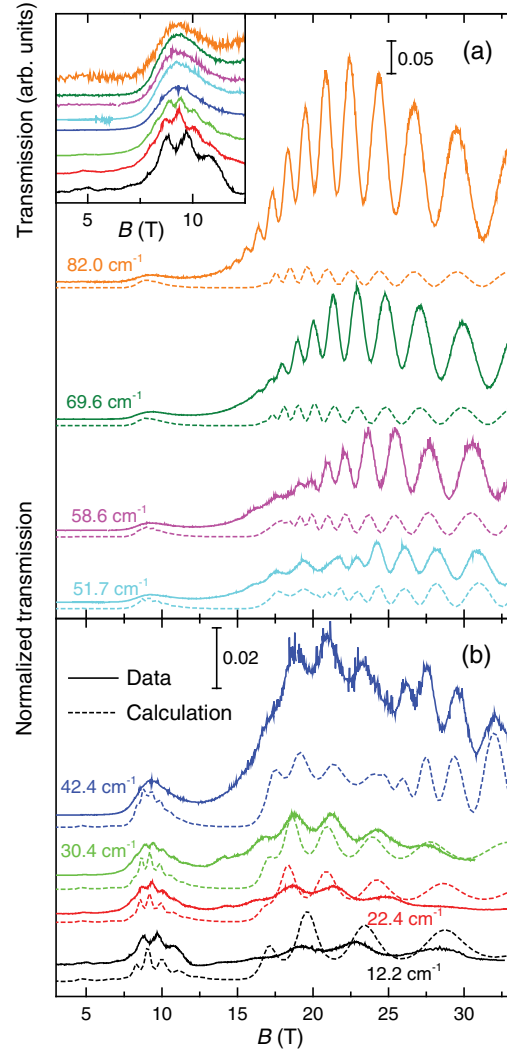 Transmission (arb. units)
5 10
B (T)
(a)
0.05
82.0 cm⁻¹
69.6 cm⁻¹
58.6 cm⁻¹
51.7 cm⁻¹
Normalized transmission
(b)
0.02
Data
Calculation
42.4 cm⁻¹
30.4 cm⁻¹
22.4 cm⁻¹
12.2 cm⁻¹
5 10 15 20 25 30
B (T)